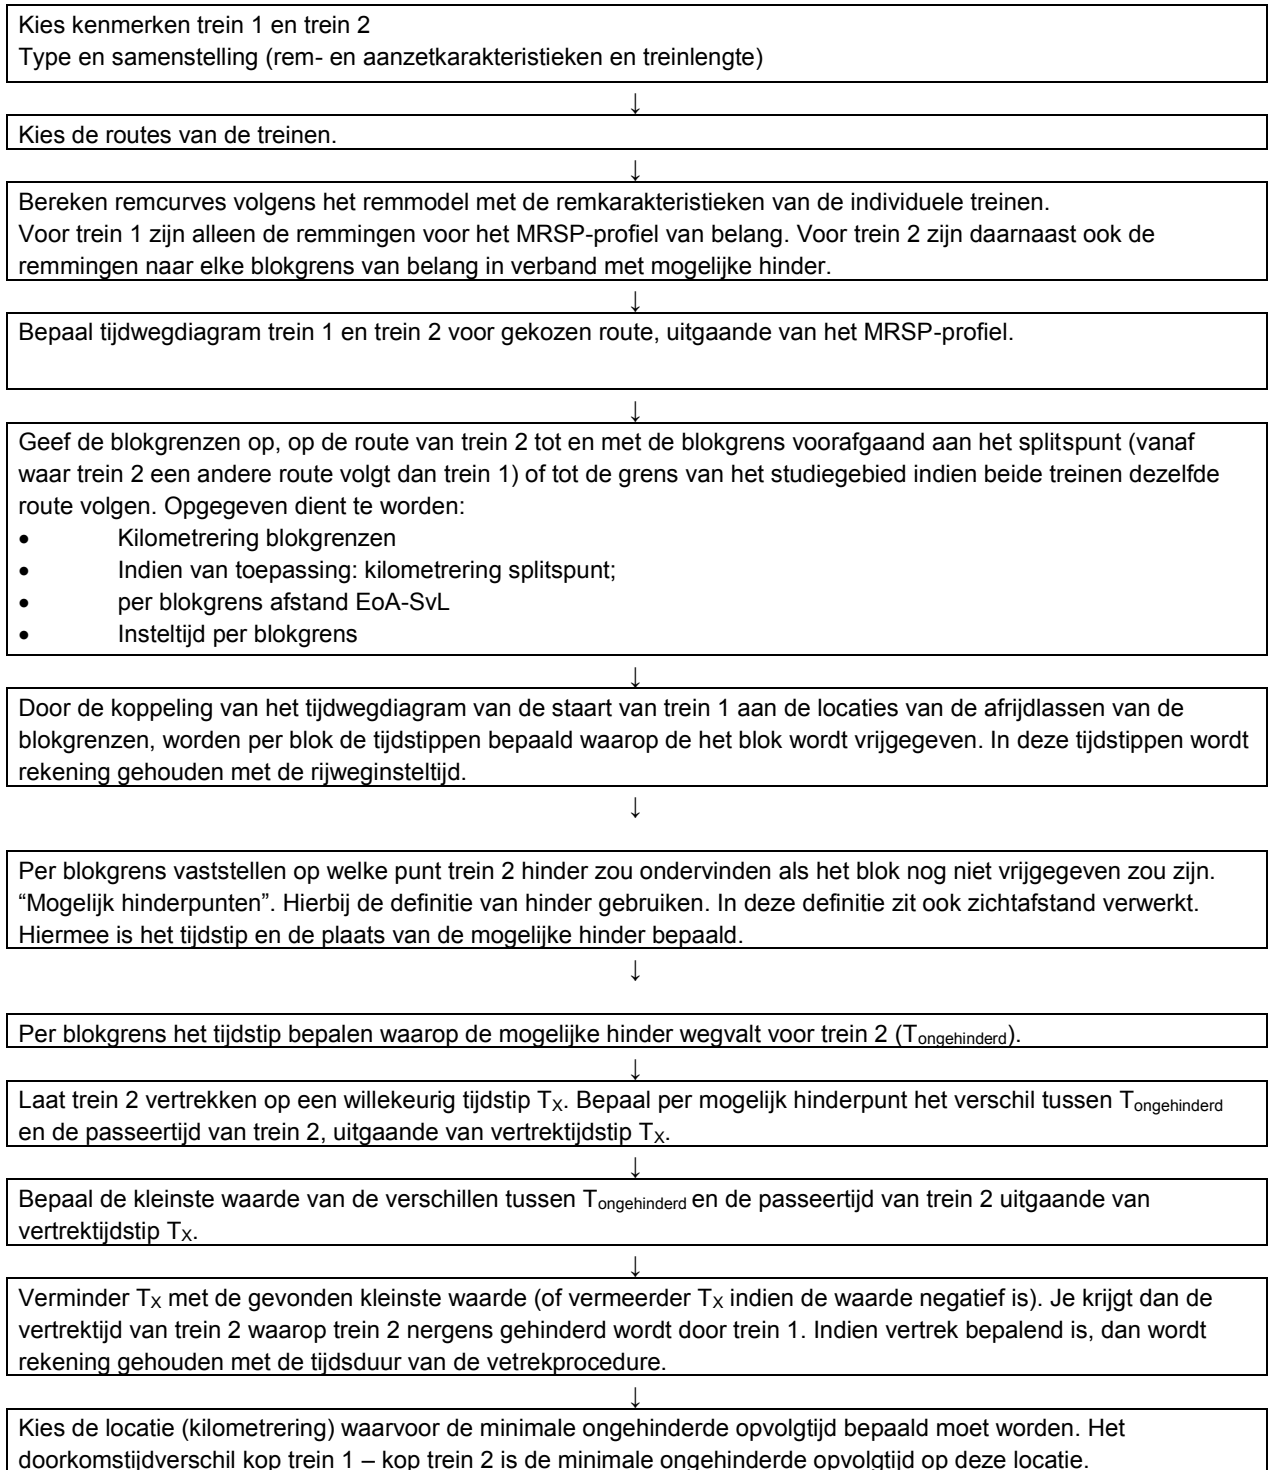 Kies kenmerken trein 1 en trein 2
Type en samenstelling (rem- en aanzetkarakteristieken en treinlengte)
↓
Kies de routes van de treinen.
↓
Bereken remcurves volgens het remmodel met de remkarakteristieken van de individuele treinen.
Voor trein 1 zijn alleen de remmingen voor het MRSP-profiel van belang. Voor trein 2 zijn daarnaast ook de
remmingen naar elke blokgrens van belang in verband met mogelijke hinder.
↓
Bepaal tijdwegdiagram trein 1 en trein 2 voor gekozen route, uitgaande van het MRSP-profiel.
↓
Geef de blokgrenzen op, op de route van trein 2 tot en met de blokgrens voorafgaand aan het splitspunt (vanaf
waar trein 2 een andere route volgt dan trein 1) of tot de grens van het studiegebied indien beide treinen dezelfde
route volgen. Opgegeven dient te worden:
• Kilometrering blokgrenzen
• Indien van toepassing: kilometrering splitspunt;
• per blokgrens afstand EoA-SvL
• Insteltijd per blokgrens
↓
Door de koppeling van het tijdwegdiagram van de staart van trein 1 aan de locaties van de afrijdlassen van de
blokgrenzen, worden per blok de tijdstippen bepaald waarop de het blok wordt vrijgegeven. In deze tijdstippen wordt
rekening gehouden met de rijweginsteltijd.
↓
Per blokgrens vaststellen op welke punt trein 2 hinder zou ondervinden als het blok nog niet vrijgegeven zou zijn.
“Mogelijk hinderpunten”. Hierbij de definitie van hinder gebruiken. In deze definitie zit ook zichtafstand verwerkt.
Hiermee is het tijdstip en de plaats van de mogelijke hinder bepaald.
↓
Per blokgrens het tijdstip bepalen waarop de mogelijke hinder wegvalt voor trein 2 (Tongehinderd).
↓
Laat trein 2 vertrekken op een willekeurig tijdstip TX. Bepaal per mogelijk hinderpunt het verschil tussen Tongehinderd
en de passeertijd van trein 2, uitgaande van vertrektijdstip TX.
↓
Bepaal de kleinste waarde van de verschillen tussen Tongehinderd en de passeertijd van trein 2 uitgaande van
vertrektijdstip TX.
↓
Verminder TX met de gevonden kleinste waarde (of vermeerder TX indien de waarde negatief is). Je krijgt dan de
vertrektijd van trein 2 waarop trein 2 nergens gehinderd wordt door trein 1. Indien vertrek bepalend is, dan wordt
rekening gehouden met de tijdsduur van de vetrekprocedure.
↓
Kies de locatie (kilometrering) waarvoor de minimale ongehinderde opvolgtijd bepaald moet worden. Het
doorkomstijdverschil kop trein 1 – kop trein 2 is de minimale ongehinderde opvolgtijd op deze locatie.